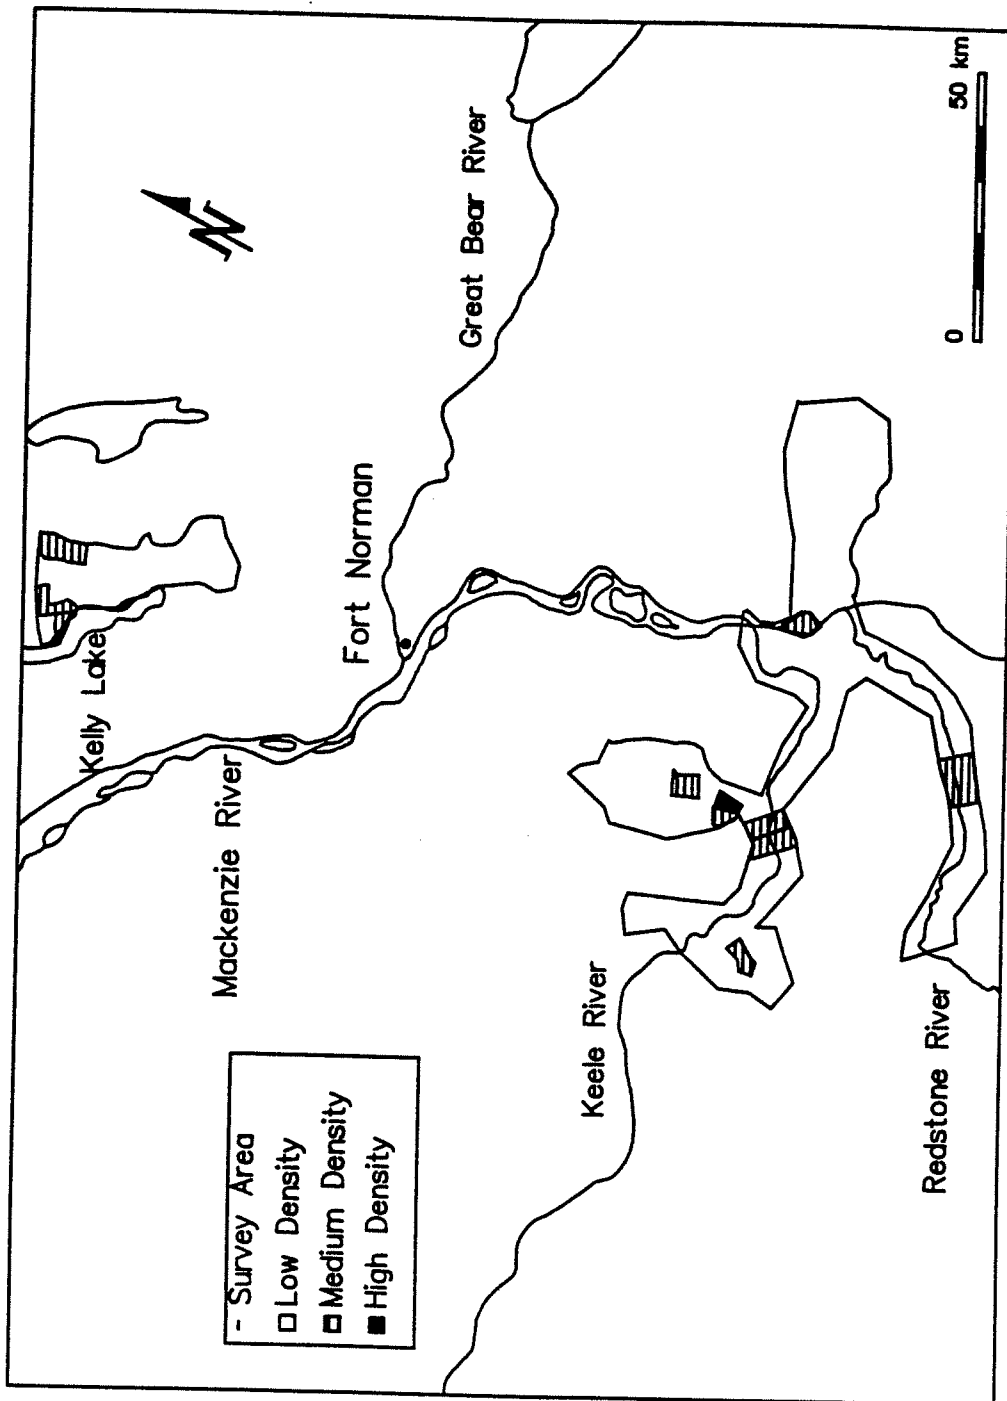 Kelly Lake
Great Bear River
Fort Norman
Mackenzie River
N
Keele River
Redstone River
- Survey Area
Low Density
Medium Density
High Density
0 50 km